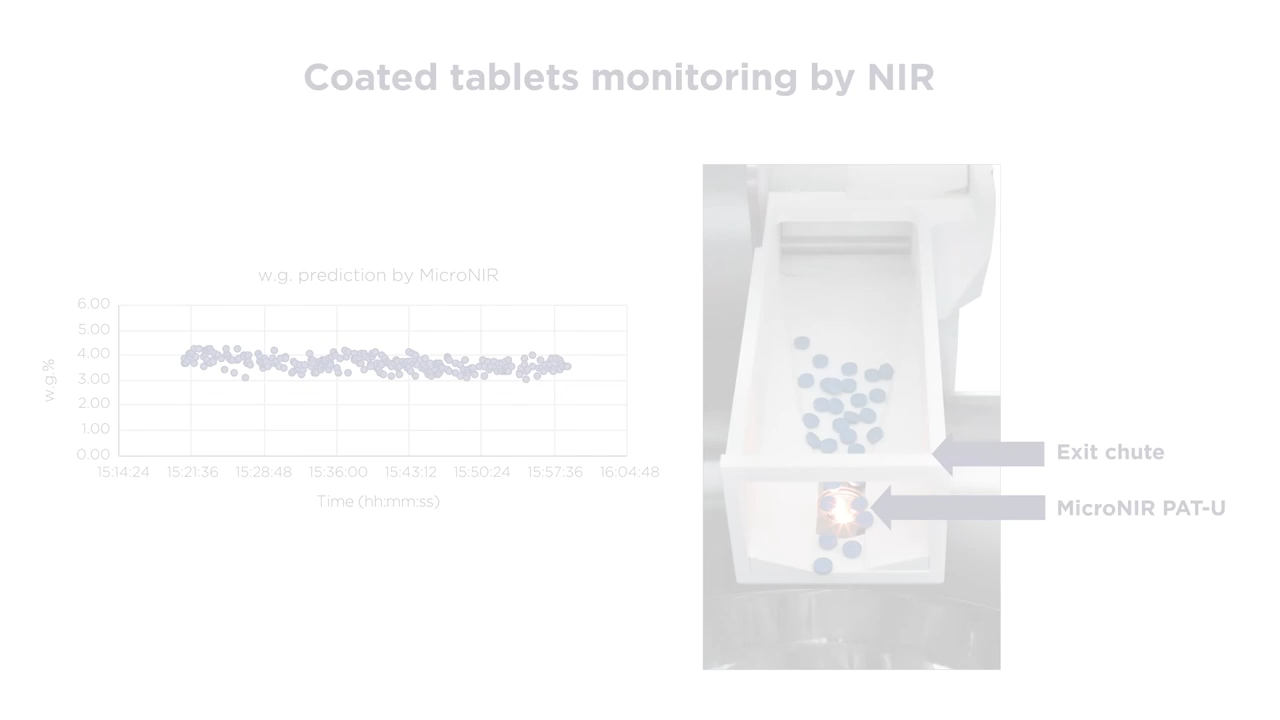 Coated tablets monitoring by NIR
w.g. prediction by MicroNIR
6.00
5.00
4.00
3.00
2.00
1.00
0.00
w.g.%
15:14:24 15:21:36 15:28:48 15:36:00 15:43:12 15:50:24 15:57:36 16:04:48
Time (hh:mm:ss)
Exit chute
MicroNIR PAT-U